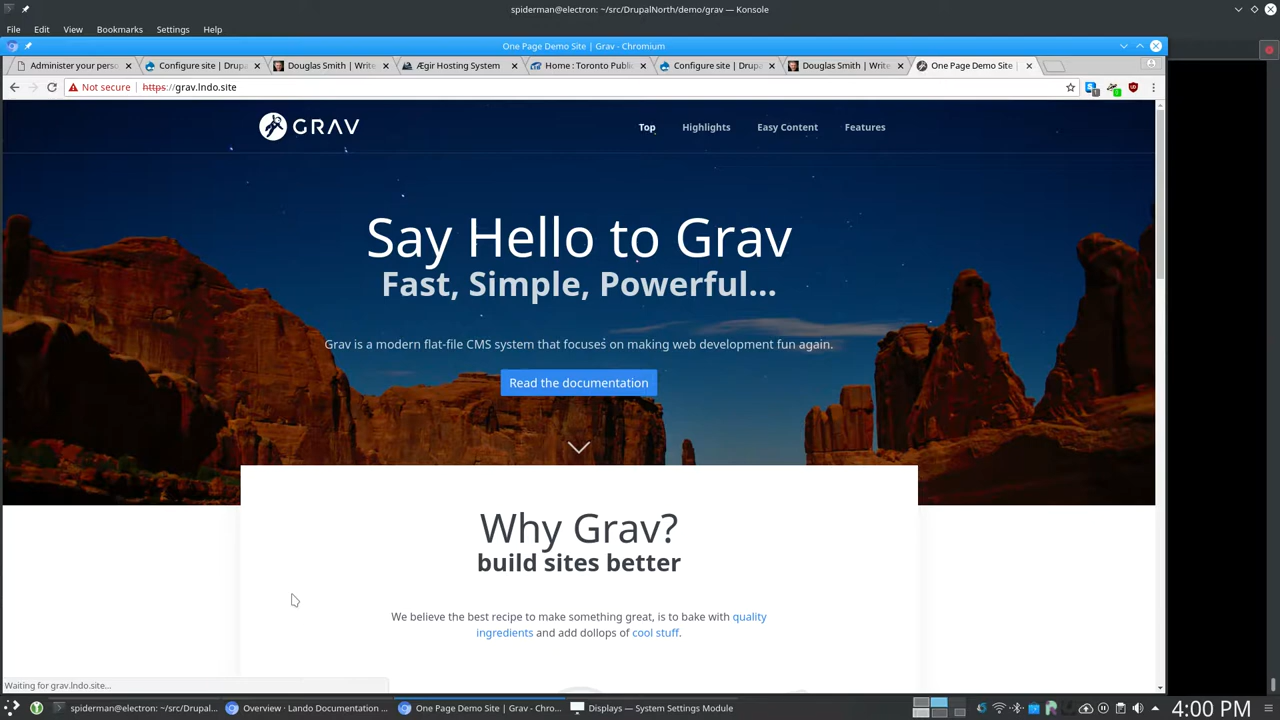 spiderman@electron: ~/src/DrupalNorth/demo/grav — Konsole
File Edit View Bookmarks Settings Help
One Page Demo Site | Grav - Chromium
Administer your pers
Configure site | Drupa
Douglas Smith | Write
Ægir Hosting System
Home : Toronto Public
Configure site | Drupa
Douglas Smith | Write
One Page Demo Site |
Not secure | https://grav.lndo.site
GRAV
Top Highlights Easy Content Features
Say Hello to Grav
Fast, Simple, Powerful...
Grav is a modern flat-file CMS system that focuses on making web development fun again.
Read the documentation
Why Grav?
build sites better
We believe the best recipe to make something great, is to bake with quality
ingredients and add dollops of cool stuff.
Waiting for grav.lndo.site...
spiderman@electron: ~/src/Drupal...
Overview · Lando Documentation ...
One Page Demo Site | Grav - Chro...
Displays — System Settings Module
4:00 PM